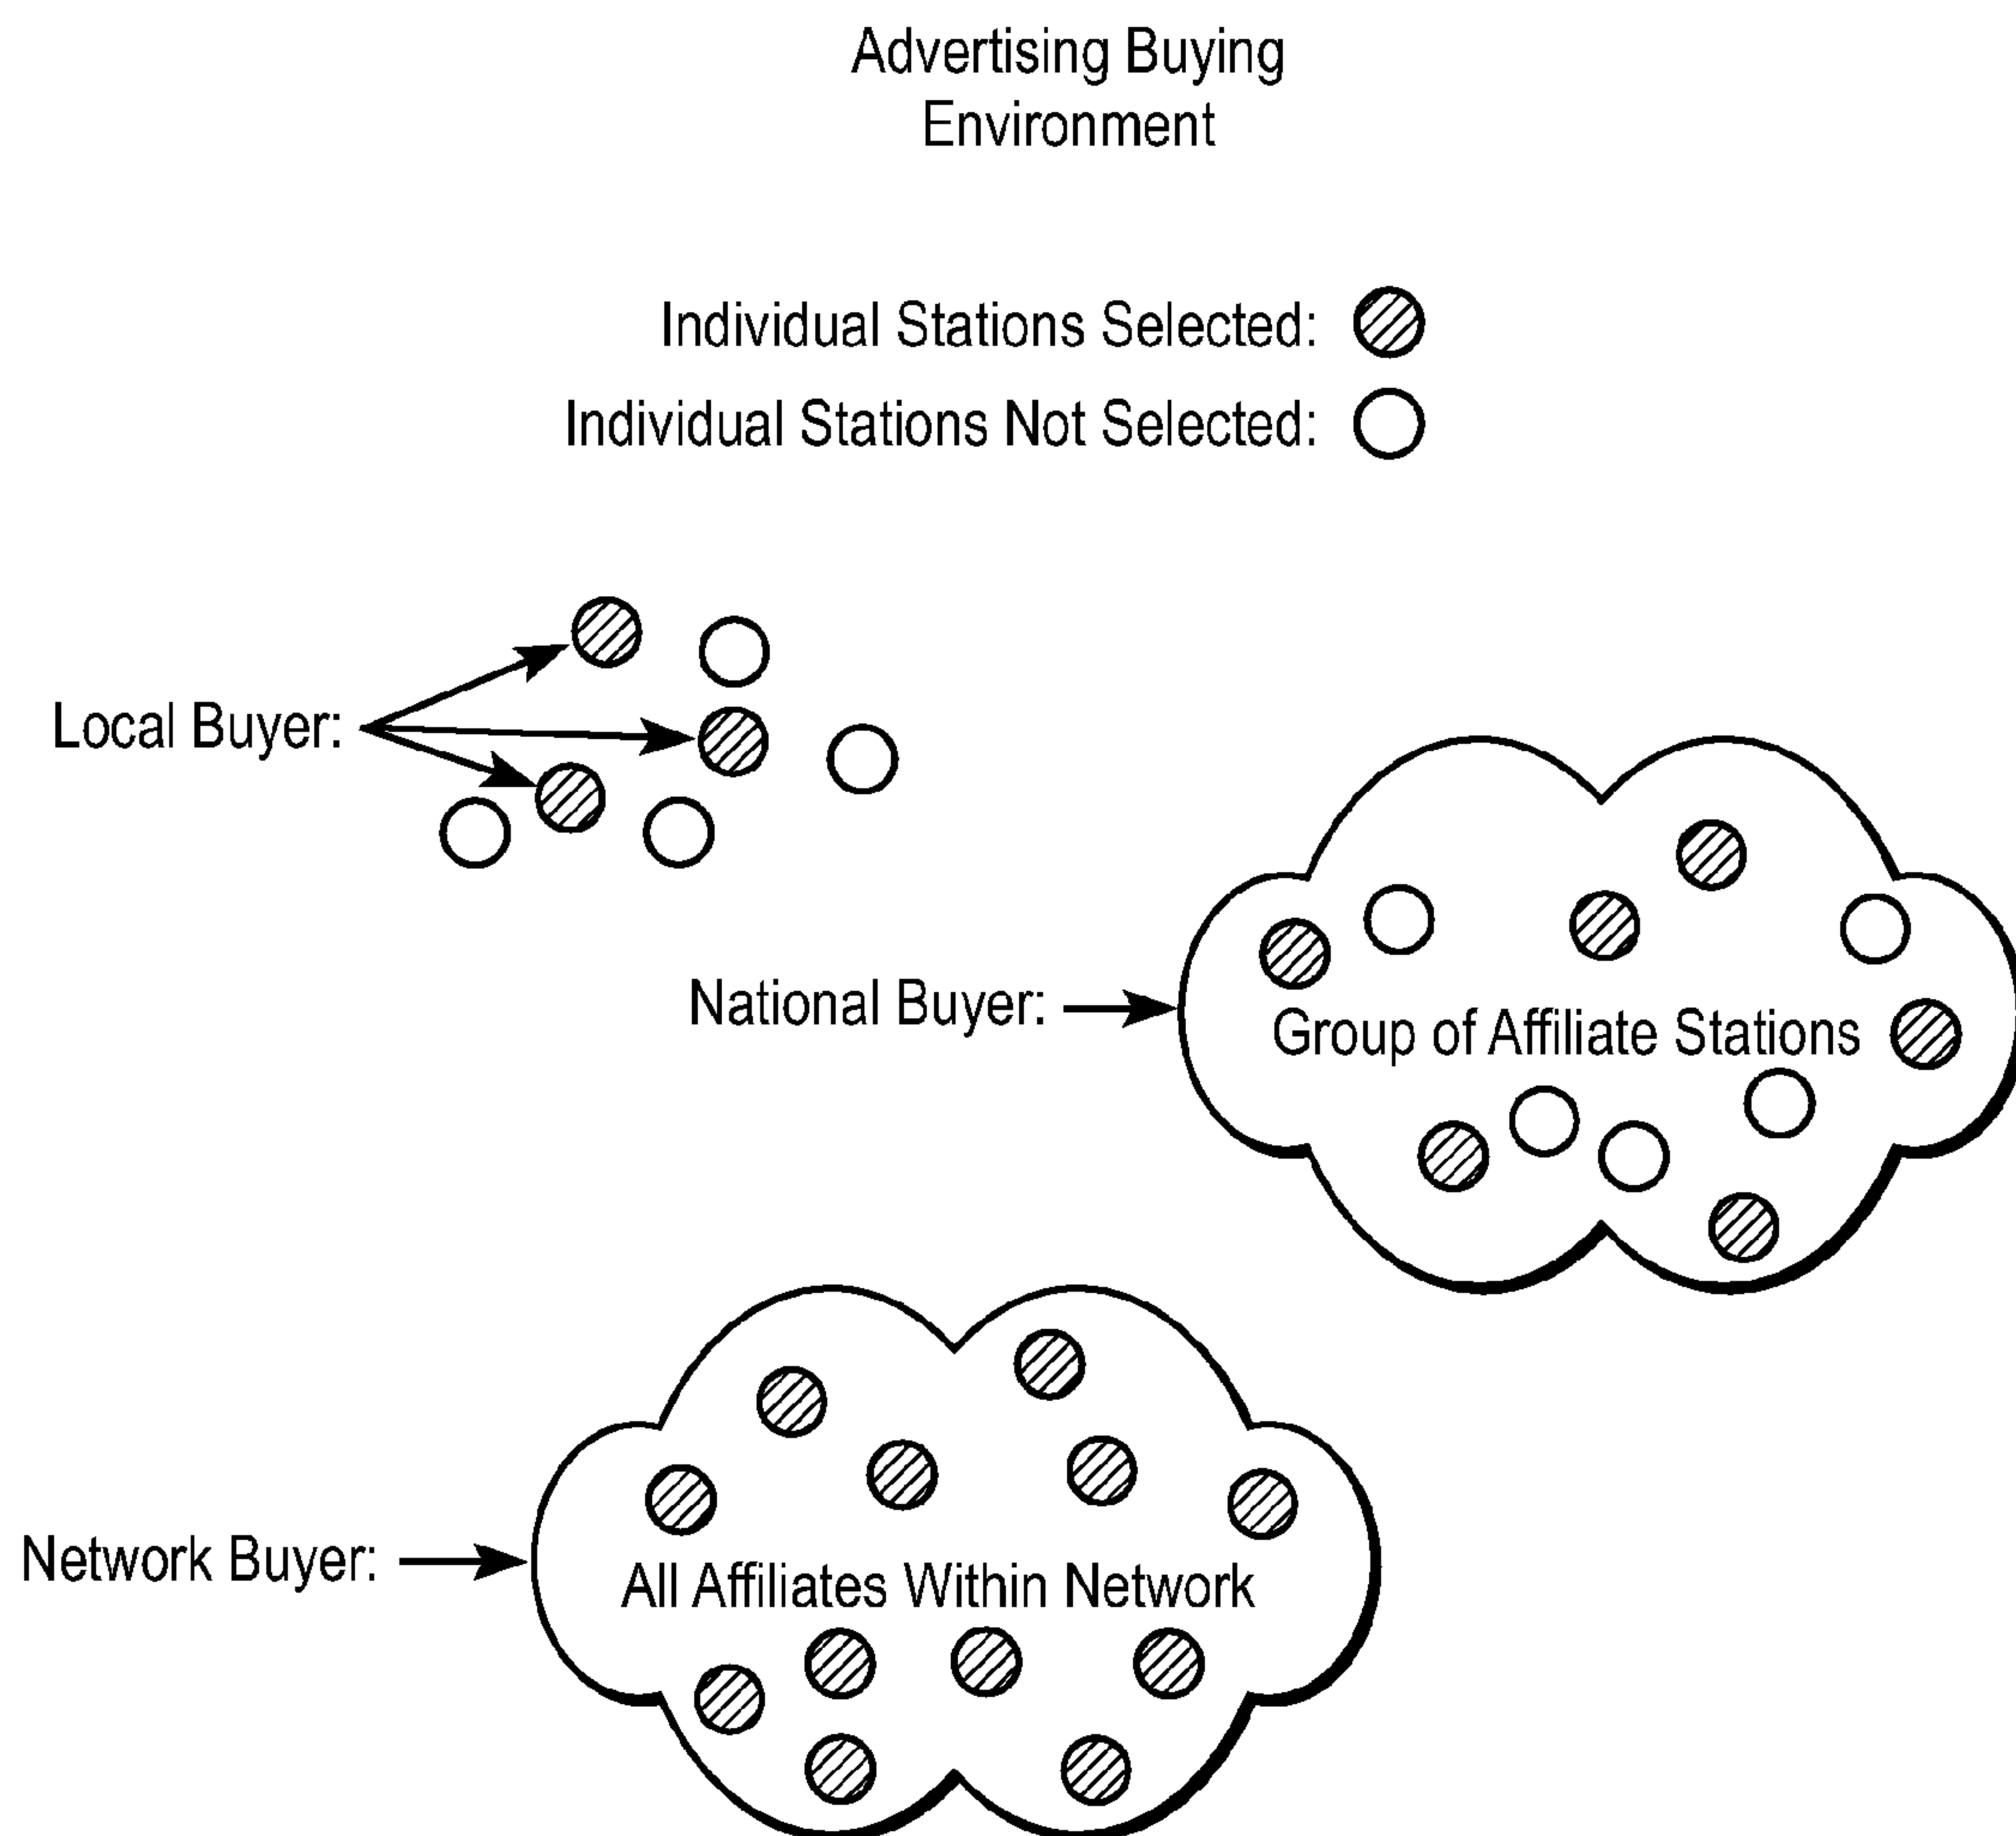 Advertising Buying
Environment
Individual Stations Selected:
Individual Stations Not Selected:
Local Buyer:
National Buyer:
Group of Affiliate Stations
Network Buyer:
All Affiliates Within Network